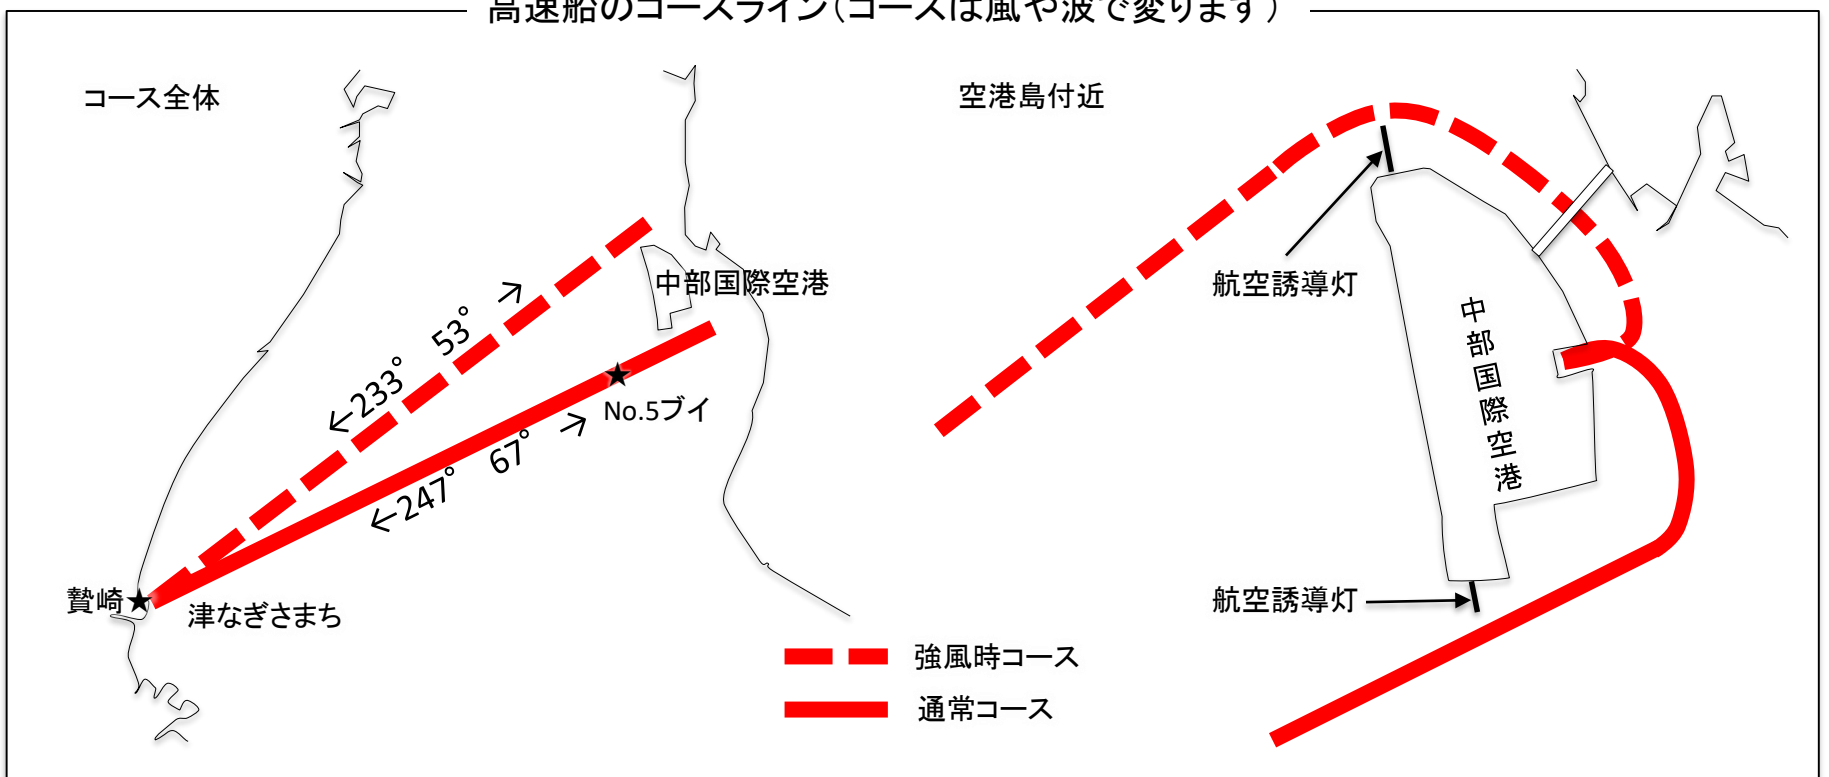 高速船のコースライン（コースは風や波で変ります）
コース全体
空港島付近
中部国際空港
航空誘導灯
53°→
←233°
No.5ブイ
67°→
←247°
中部国際空港
贄崎★
津なぎさまち
航空誘導灯
強風時コース
通常コース